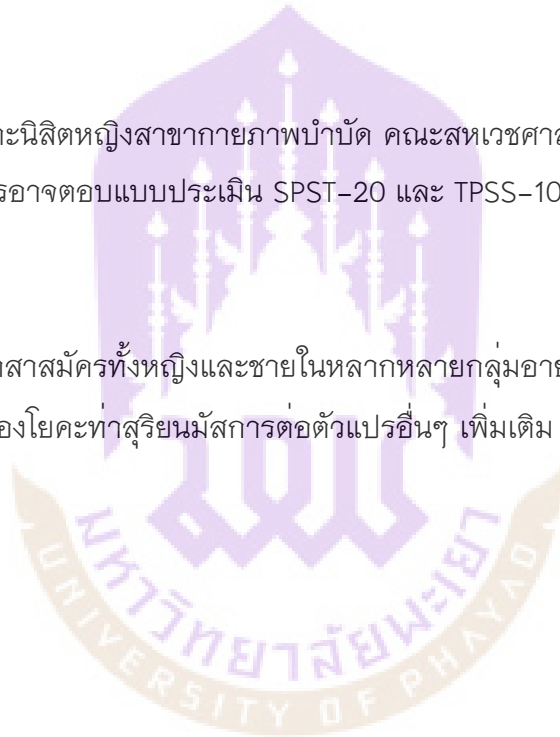 ะนิสิตหญิงสาขากายภาพบำบัด คณะสหเวชศาส
รอาจตอบแบบประเมิน SPST-20 และ TPSS-10
าสาสมัครทั้งหญิงและชายในหลากหลายกลุ่มอาย
องโยคะท่าสุริยนมัสการต่อตัวแปรอื่นๆ เพิ่มเติม
มหาวิทยาลัยพะเยา
UNIVERSITY OF PHAYAO